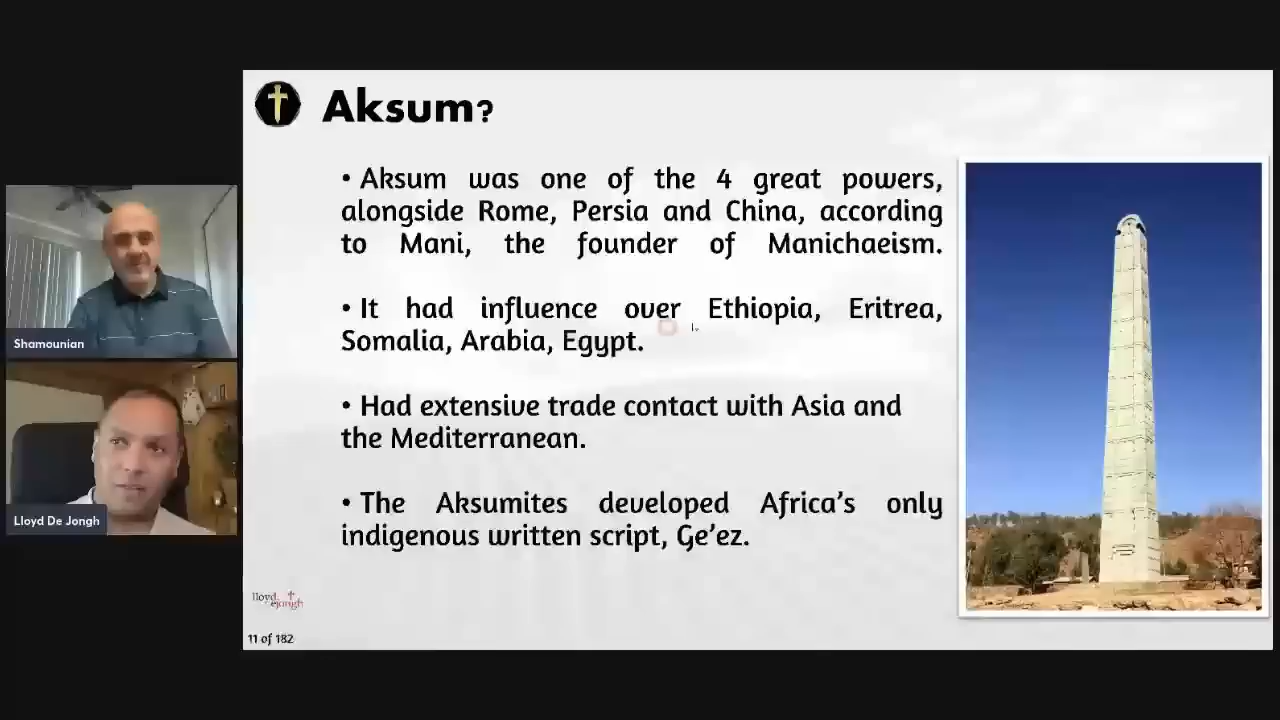 Aksum?
• Aksum was one of the 4 great powers,
alongside Rome, Persia and China, according
to Mani, the founder of Manichaeism.
• It had influence over Ethiopia, Eritrea,
Somalia, Arabia, Egypt.
• Had extensive trade contact with Asia and
the Mediterranean.
• The Aksumites developed Africa’s only
indigenous written script, Ge’ez.
Shamounian
Lloyd De Jongh
lloyd
dejongh
11 of 182